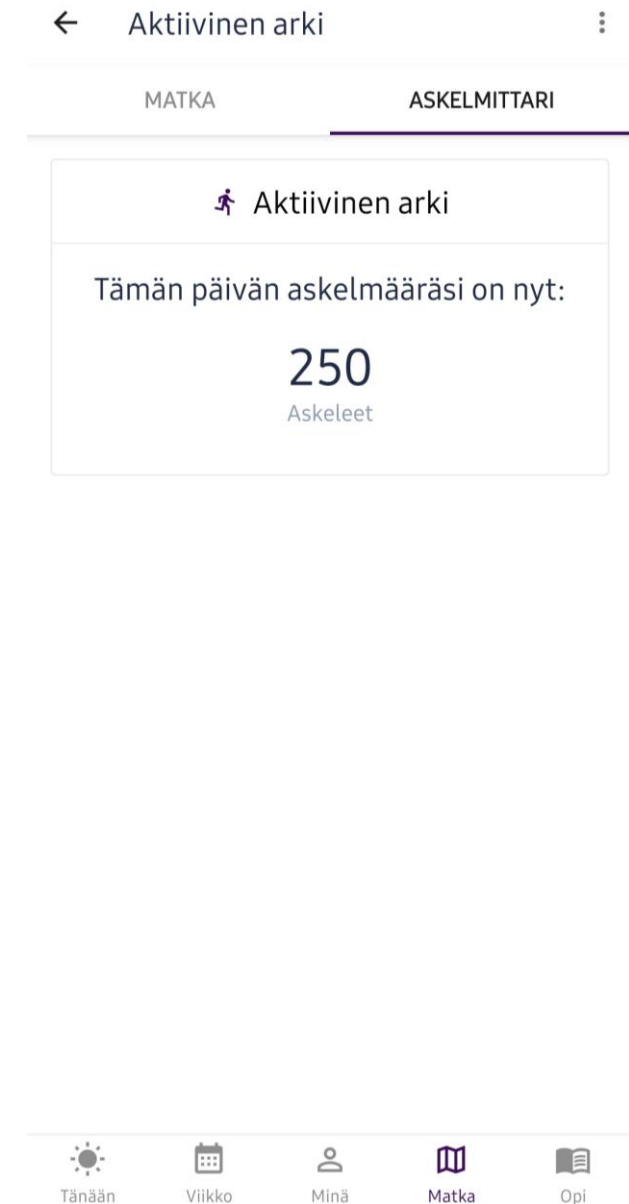 Aktiivinen arki
MATKA
ASKELMITTARI
Aktiivinen arki
Tämän päivän askelmääräsi on nyt:
250
Askeleet
Tänään
Viikko
Minä
Matka
Opi